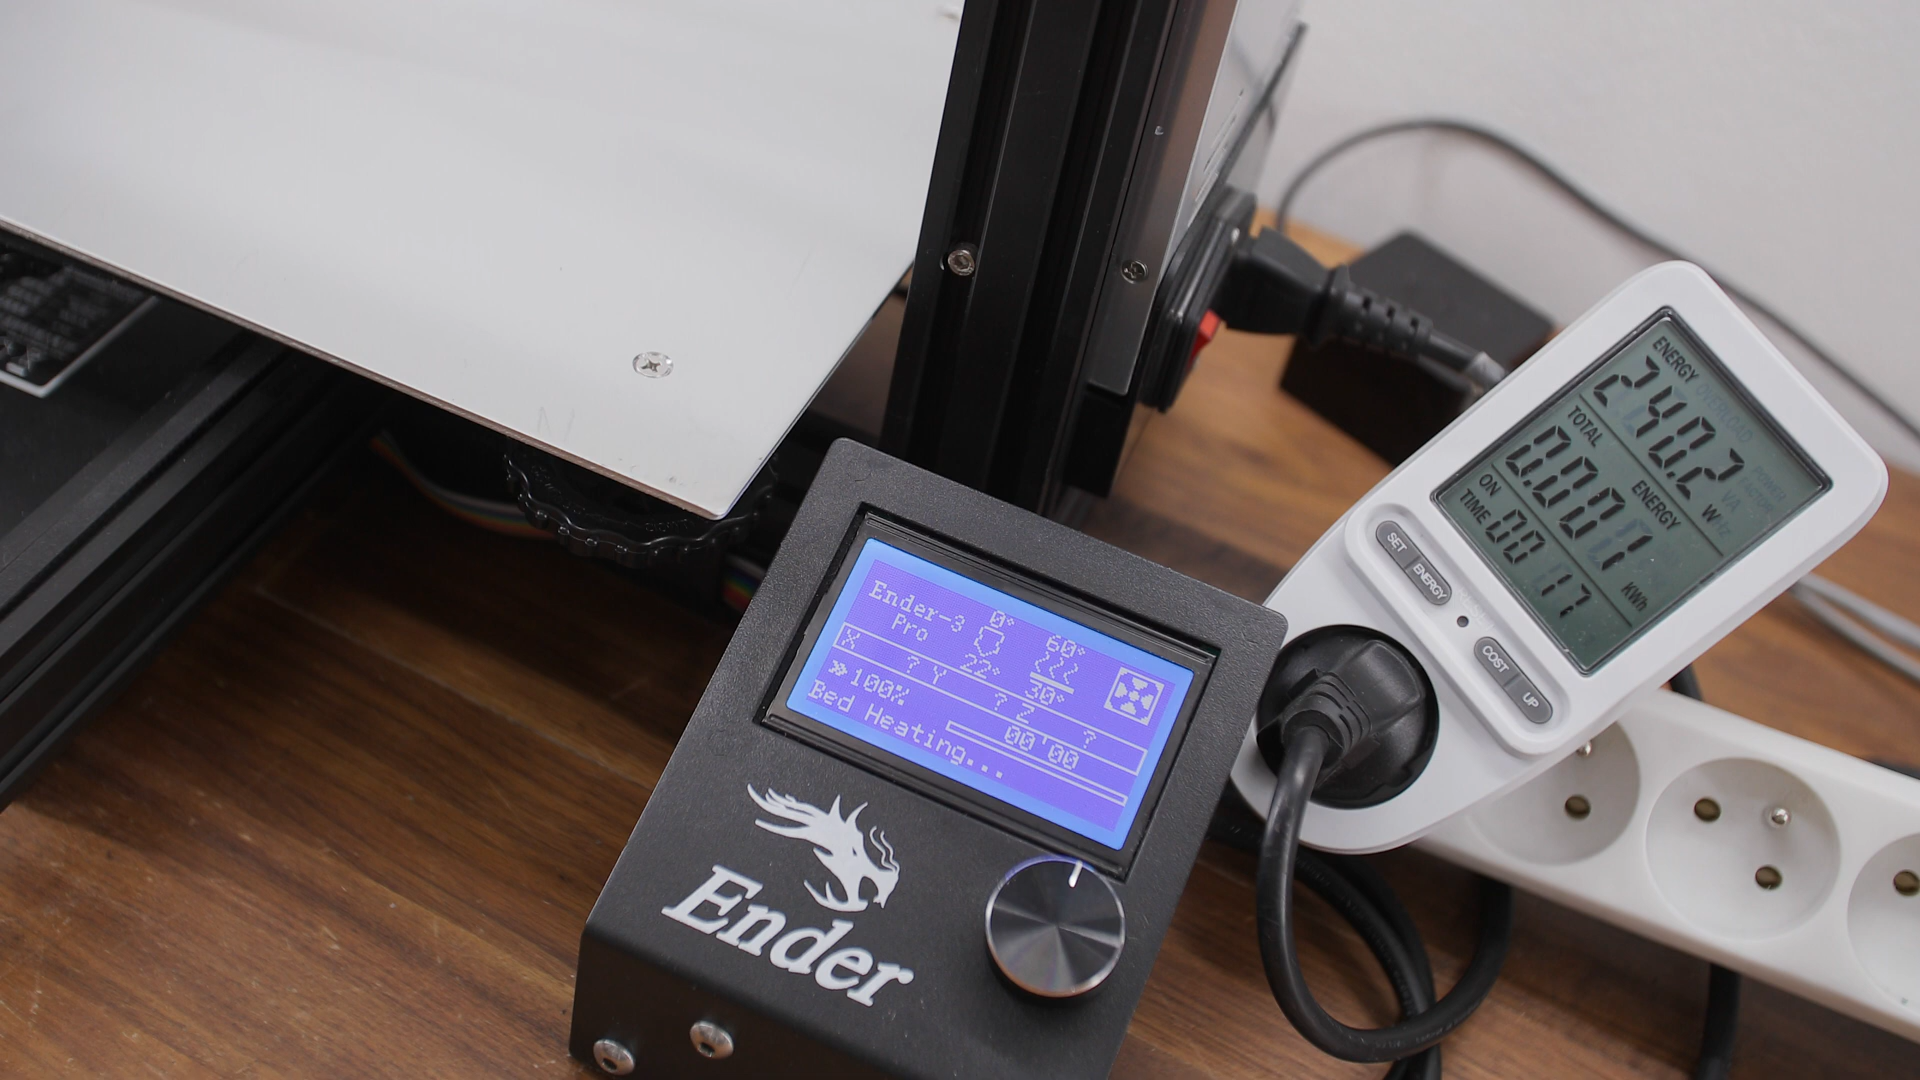 Ender-3
Pro
0°
60°
22°
30°
X ? Y ? Z ?
100%
00'00
Bed Heating...
Ender
ENERGY
240.2
W
TOTAL ENERGY
0.001
KWh
ON TIME
00 17
SET
ENERGY
COST
UP